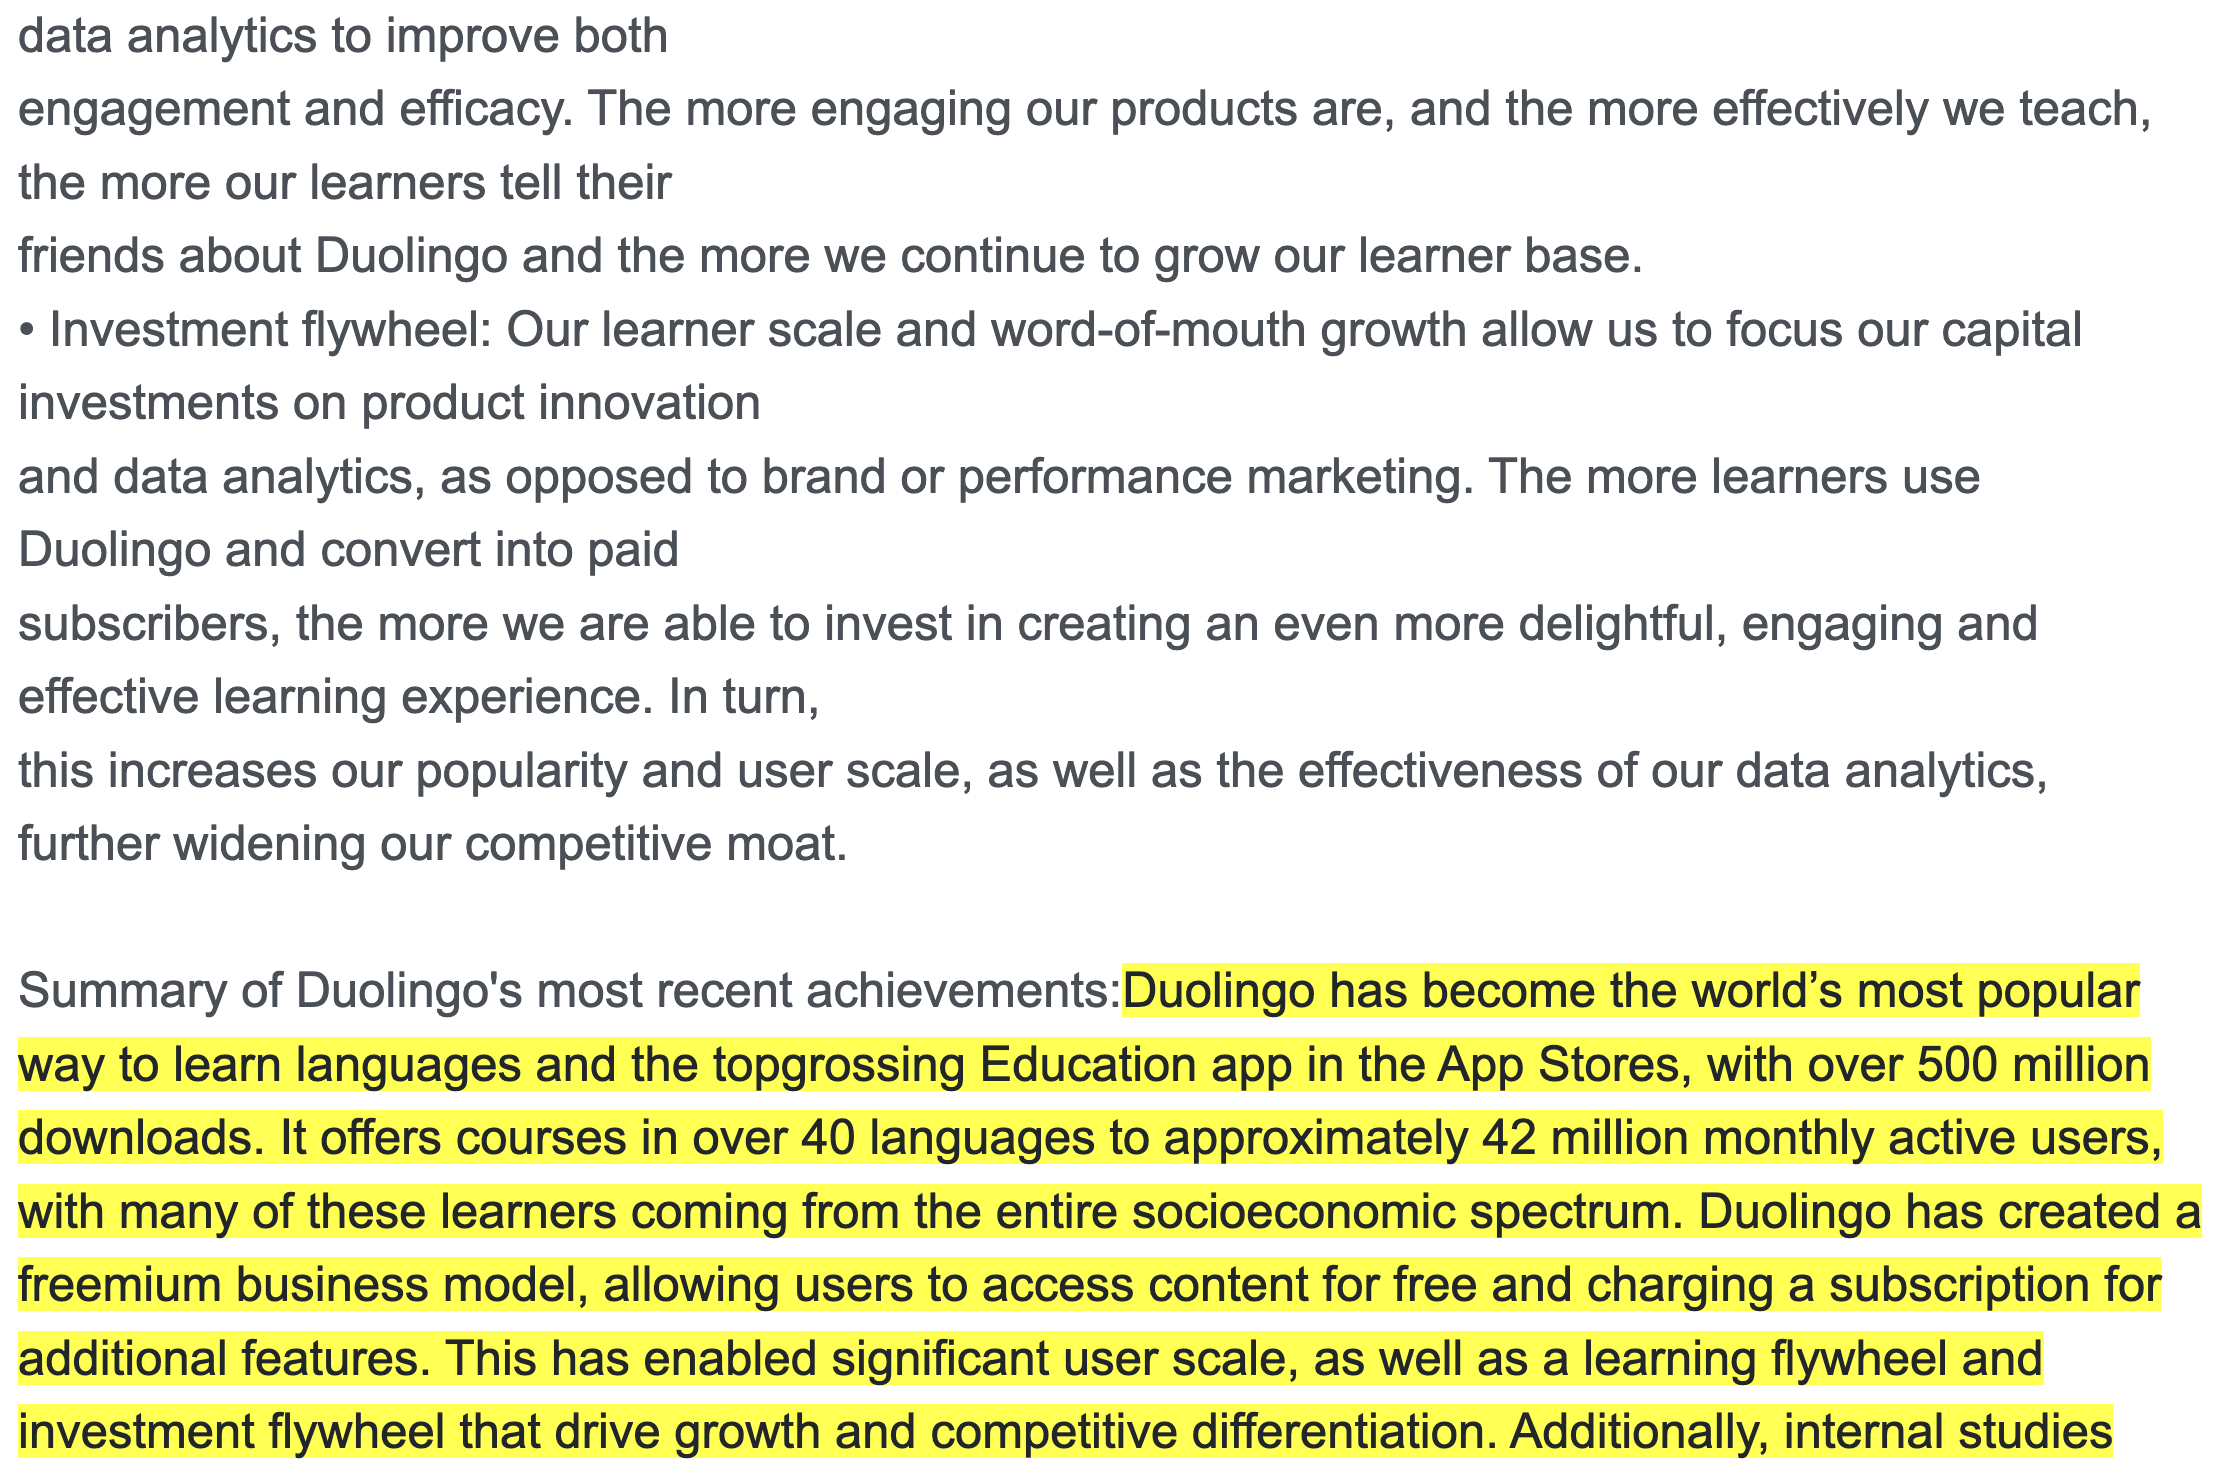 data analytics to improve both
engagement and efficacy. The more engaging our products are, and the more effectively we teach,
the more our learners tell their
friends about Duolingo and the more we continue to grow our learner base.
• Investment flywheel: Our learner scale and word-of-mouth growth allow us to focus our capital
investments on product innovation
and data analytics, as opposed to brand or performance marketing. The more learners use
Duolingo and convert into paid
subscribers, the more we are able to invest in creating an even more delightful, engaging and
effective learning experience. In turn,
this increases our popularity and user scale, as well as the effectiveness of our data analytics,
further widening our competitive moat.
Summary of Duolingo's most recent achievements:Duolingo has become the world’s most popular
way to learn languages and the topgrossing Education app in the App Stores, with over 500 million
downloads. It offers courses in over 40 languages to approximately 42 million monthly active users,
with many of these learners coming from the entire socioeconomic spectrum. Duolingo has created a
freemium business model, allowing users to access content for free and charging a subscription for
additional features. This has enabled significant user scale, as well as a learning flywheel and
investment flywheel that drive growth and competitive differentiation. Additionally, internal studies